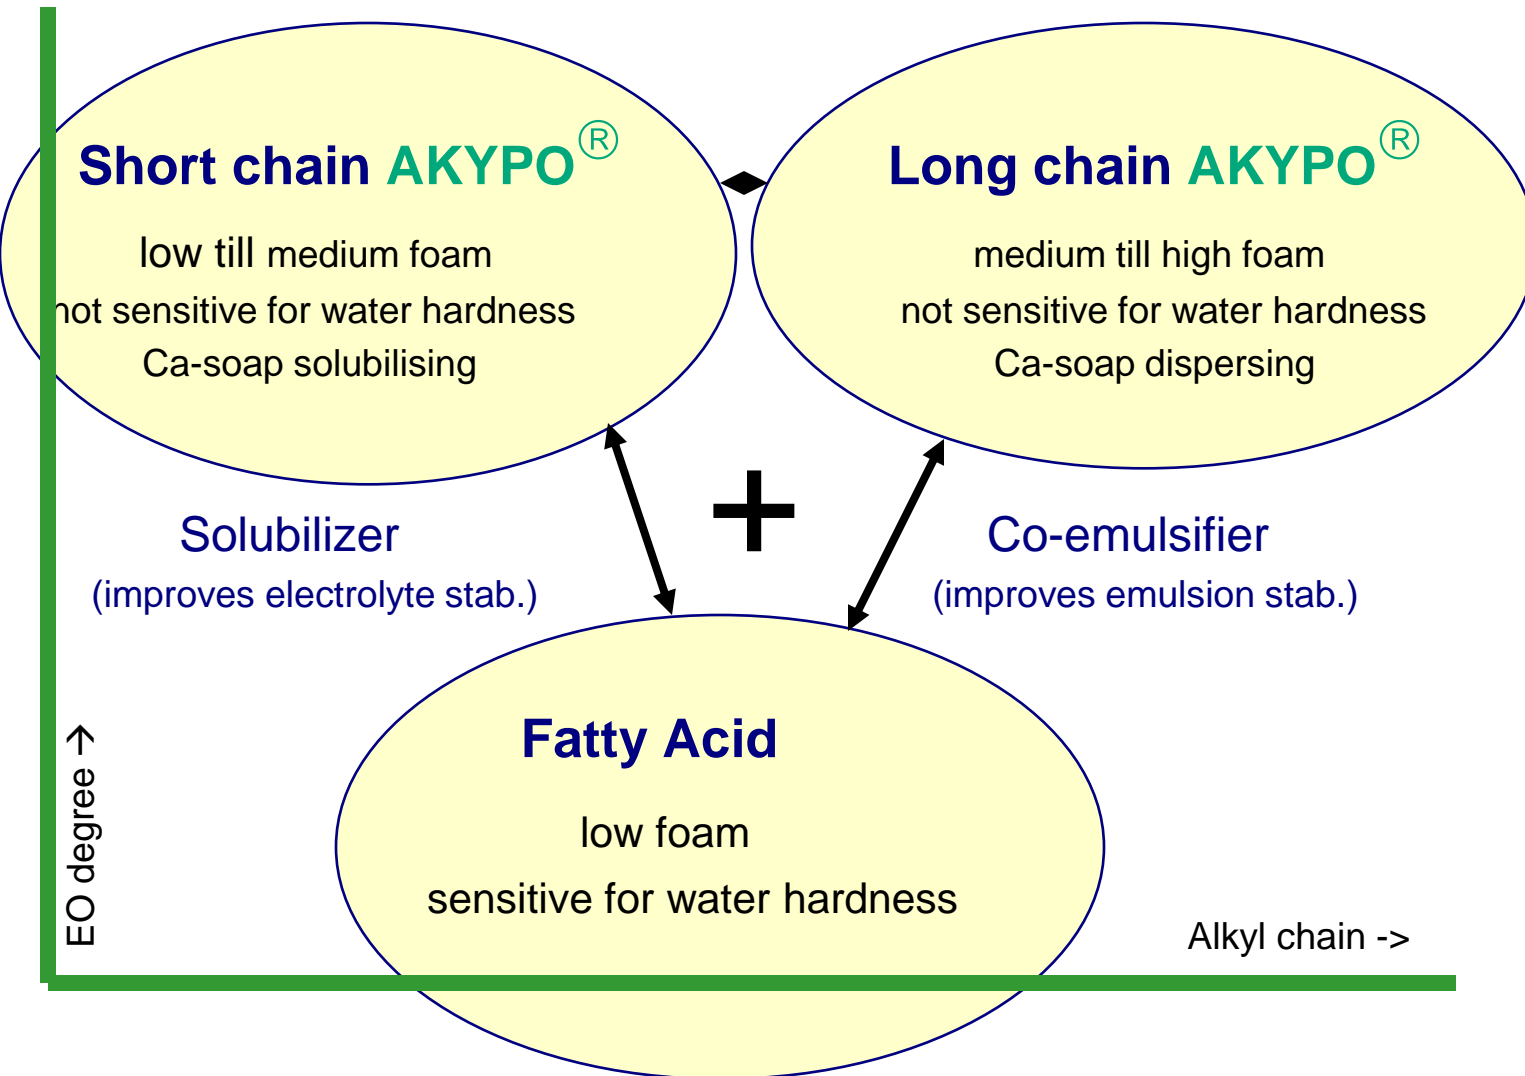 Short chain AKYPO®
low till medium foam
not sensitive for water hardness
Ca-soap solubilising
Long chain AKYPO®
medium till high foam
not sensitive for water hardness
Ca-soap dispersing
+
Solubilizer
(improves electrolyte stab.)
Co-emulsifier
(improves emulsion stab.)
Fatty Acid
low foam
sensitive for water hardness
EO degree →
Alkyl chain ->